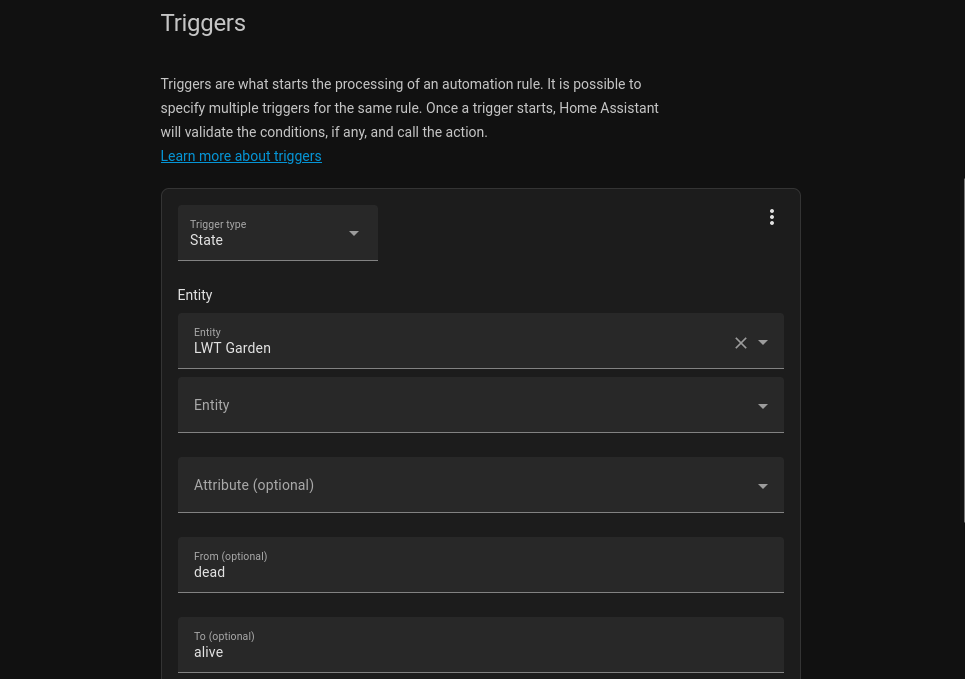 Triggers
Triggers are what starts the processing of an automation rule. It is possible to
specify multiple triggers for the same rule. Once a trigger starts, Home Assistant
will validate the conditions, if any, and call the action.
Learn more about triggers
Trigger type
State
Entity
Entity
LWT Garden
Entity
Attribute (optional)
From (optional)
dead
To (optional)
alive